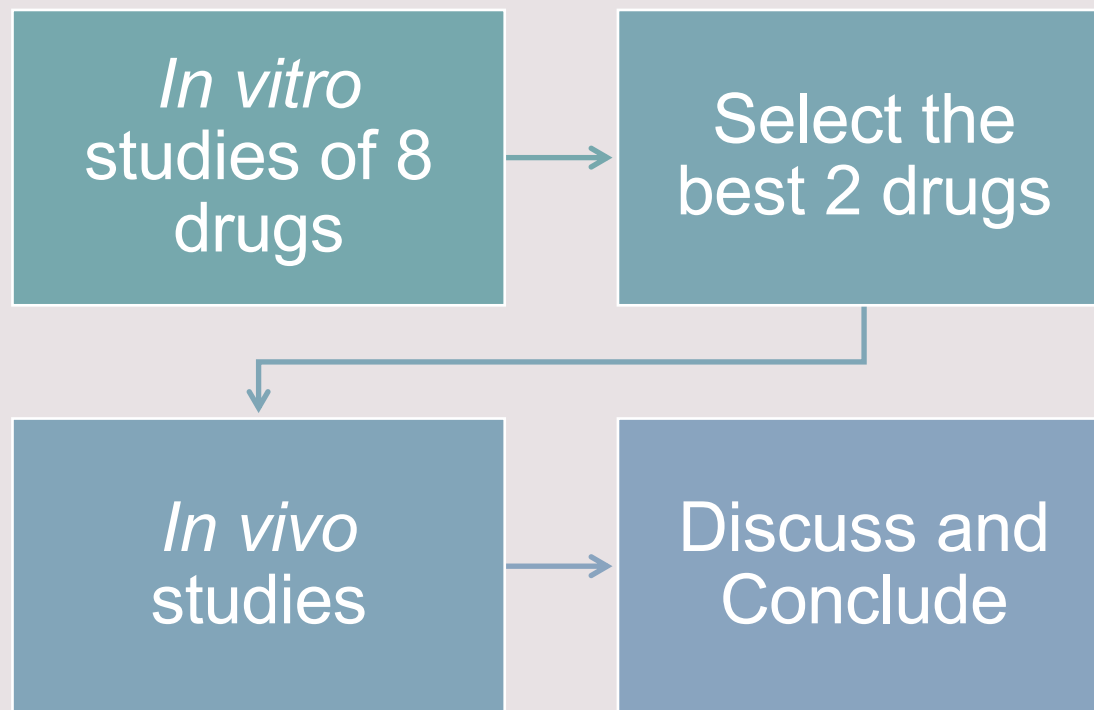 In vitro
studies of 8
drugs
Select the
best 2 drugs
In vivo
studies
Discuss and
Conclude